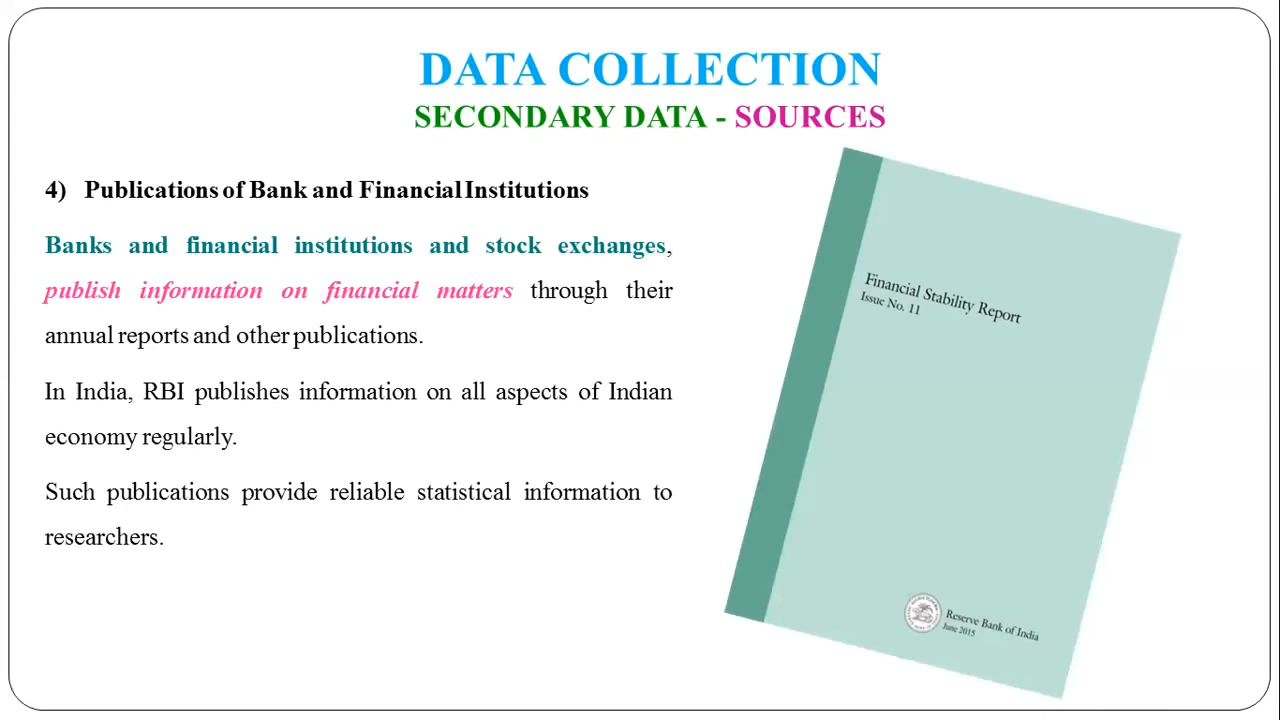 DATA COLLECTION
SECONDARY DATA - SOURCES
4) Publications of Bank and Financial Institutions
Banks and financial institutions and stock exchanges,
publish information on financial matters through their
annual reports and other publications.
In India, RBI publishes information on all aspects of Indian
economy regularly.
Such publications provide reliable statistical information to
researchers.
Financial Stability Report
Issue No. 11
Reserve Bank of India
June 2015